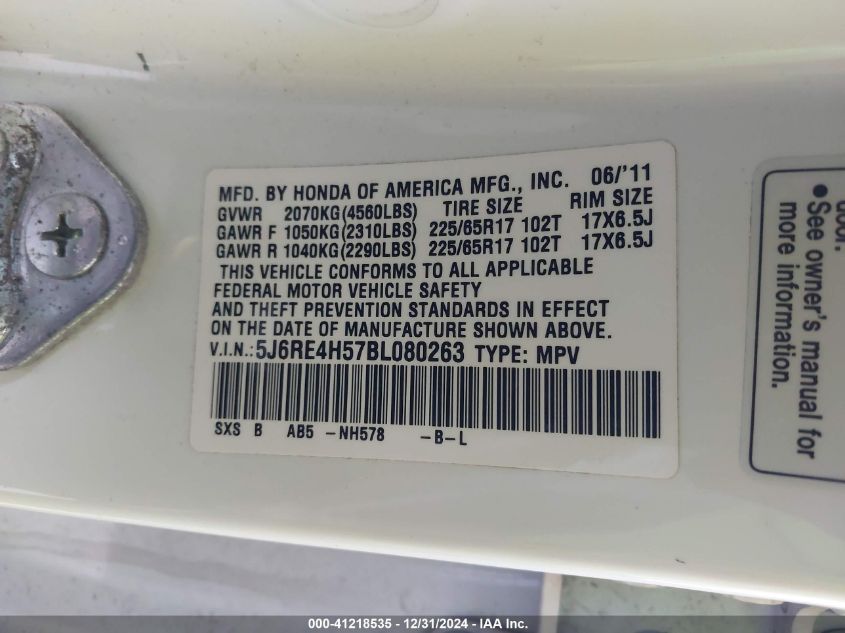 MFD. BY HONDA OF AMERICA MFG., INC. 06/'11
GVWR 2070KG(4560LBS) TIRE SIZE RIM SIZE
GAWR F 1050KG(2310LBS) 225/65R17 102T 17X6.5J
GAWR R 1040KG(2290LBS) 225/65R17 102T 17X6.5J
THIS VEHICLE CONFORMS TO ALL APPLICABLE
FEDERAL MOTOR VEHICLE SAFETY
AND THEFT PREVENTION STANDARDS IN EFFECT
ON THE DATE OF MANUFACTURE SHOWN ABOVE.
V.I.N.: 5J6RE4H57BL080263 TYPE: MPV
SXS B AB5 -NH578 -B-L
door.
• See owner's manual for
more information.
000-41218535 - 12/31/2024 - IAA Inc.